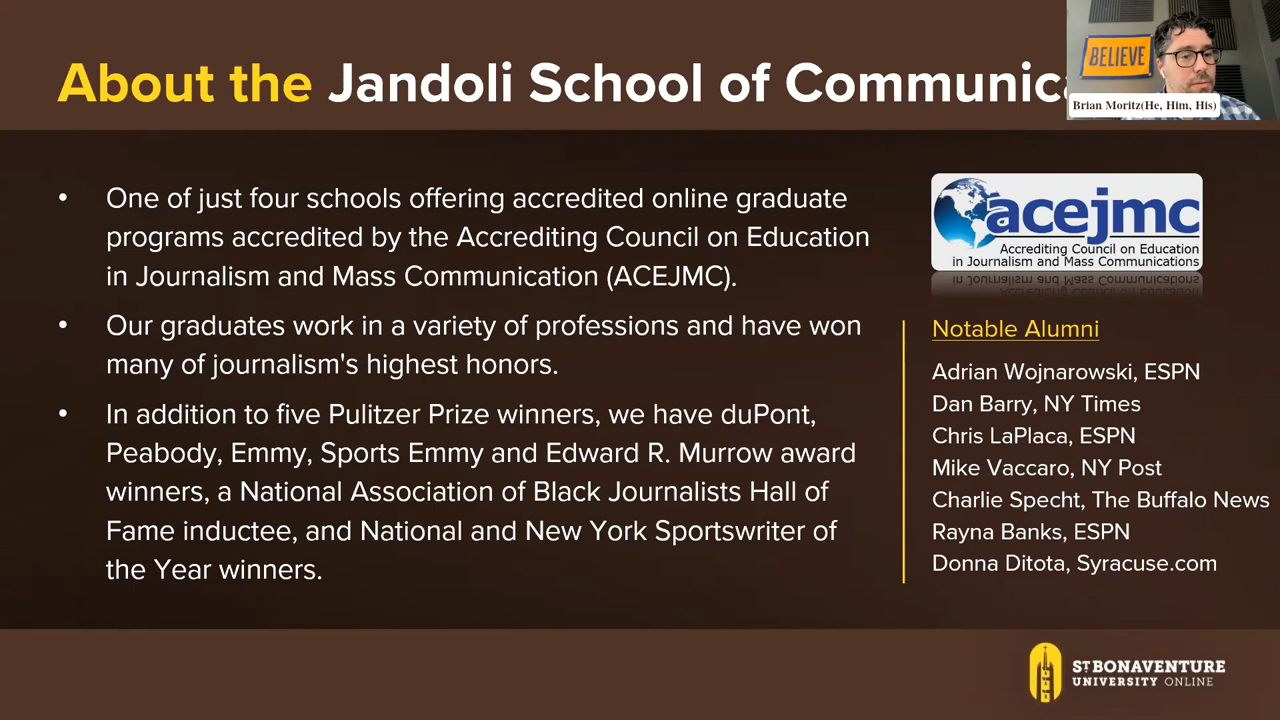 About the Jandoli School of Communica
BELIEVE
Brian Moritz(He, Him, His)
• One of just four schools offering accredited online graduate
programs accredited by the Accrediting Council on Education
in Journalism and Mass Communication (ACEJMC).
• Our graduates work in a variety of professions and have won
many of journalism's highest honors.
• In addition to five Pulitzer Prize winners, we have duPont,
Peabody, Emmy, Sports Emmy and Edward R. Murrow award
winners, a National Association of Black Journalists Hall of
Fame inductee, and National and New York Sportswriter of
the Year winners.
acejmc
Accrediting Council on Education
in Journalism and Mass Communications
Notable Alumni
Adrian Wojnarowski, ESPN
Dan Barry, NY Times
Chris LaPlaca, ESPN
Mike Vaccaro, NY Post
Charlie Specht, The Buffalo News
Rayna Banks, ESPN
Donna Ditota, Syracuse.com
ST. BONAVENTURE
UNIVERSITY ONLINE